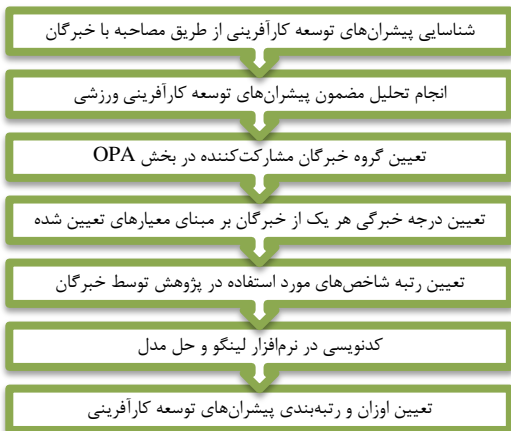 شناسایی پیشران‌های توسعه کارآفرینی از طریق مصاحبه با خبرگان
انجام تحلیل مضمون پیشران‌های توسعه کارآفرینی ورزشی
تعیین گروه خبرگان مشارکت‌کننده در بخش OPA
تعیین درجه خبرگی هر یک از خبرگان بر مبنای معیارهای تعیین شده
تعیین رتبه شاخص‌های مورد استفاده در پژوهش توسط خبرگان
کدنویسی در نرم‌افزار لینگو و حل مدل
تعیین اوزان و رتبه‌بندی پیشران‌های توسعه کارآفرینی